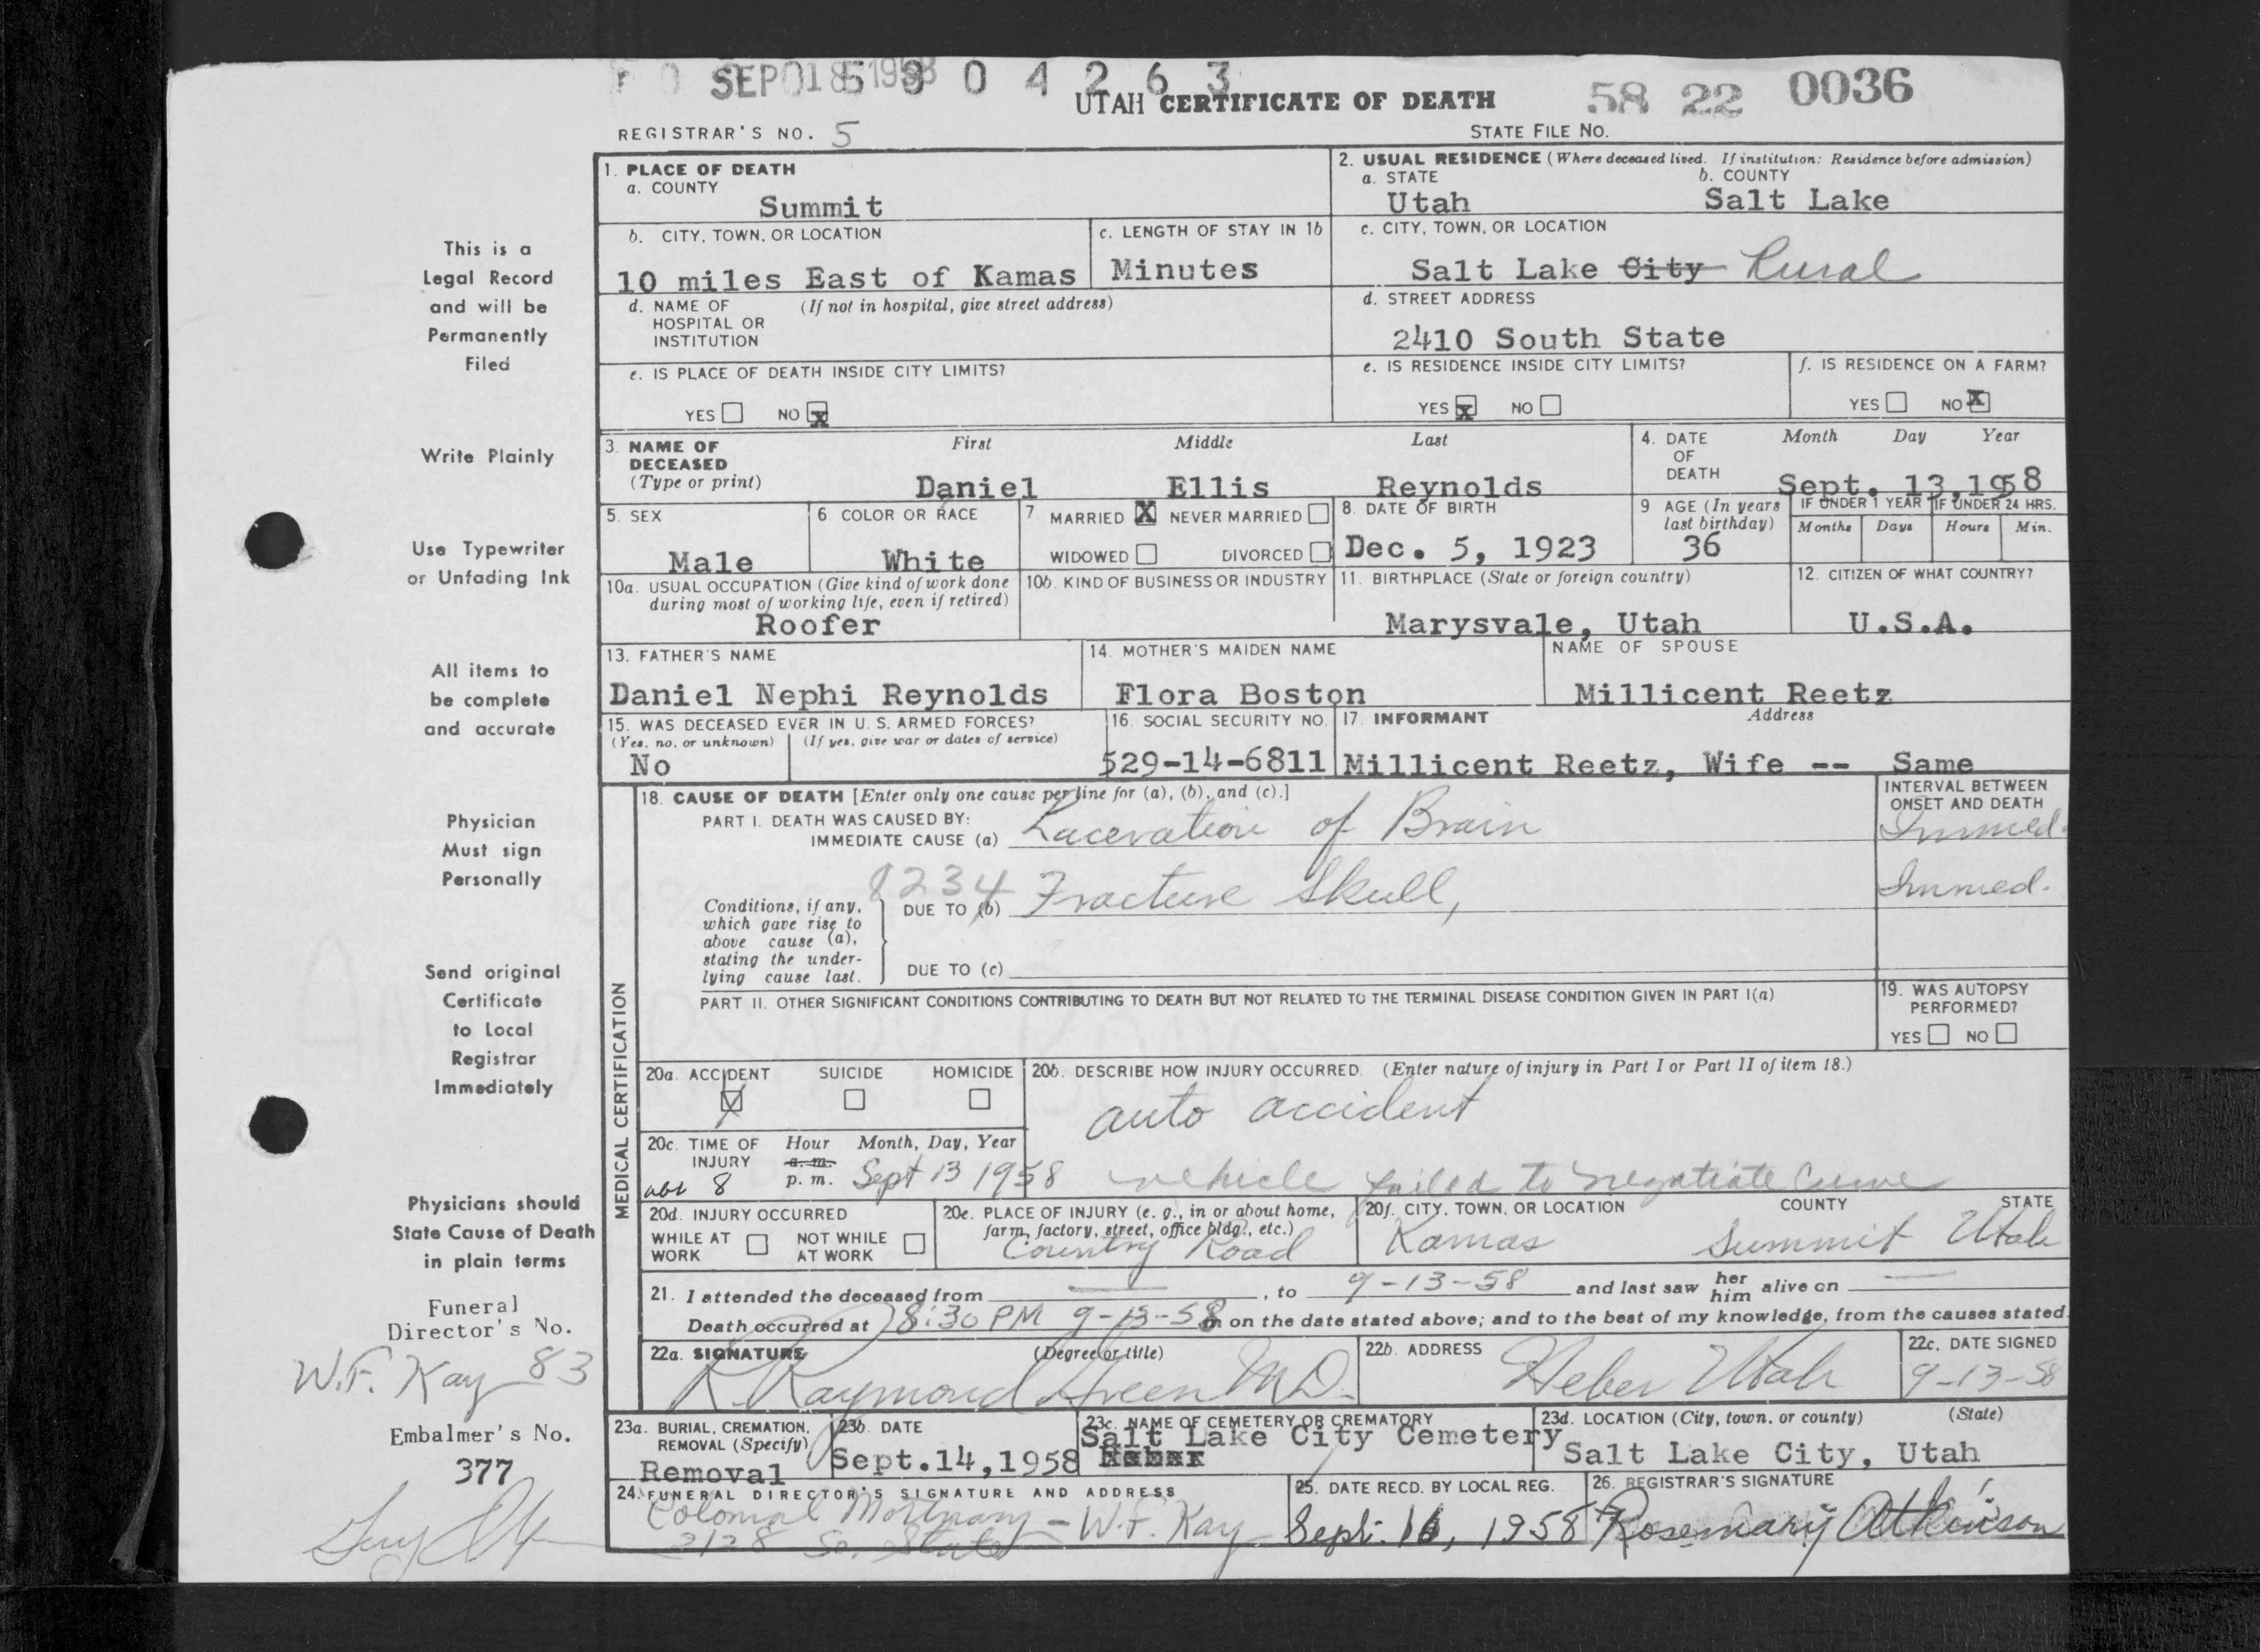 SEP 18 1958
0 5 8 0 4 2 6 3
UTAH CERTIFICATE OF DEATH
58 22 0036
REGISTRAR'S NO. 5
STATE FILE NO.
This is a
Legal Record
and will be
Permanently
Filed
Write Plainly
Use Typewriter
or Unfading Ink
All items to
be complete
and accurate
Physician
Must sign
Personally
Send original
Certificate
to Local
Registrar
Immediately
Physicians should
State Cause of Death
in plain terms
Funeral
Director's No.
W.F. Kay 83
Embalmer's No.
377
1. PLACE OF DEATH
a. COUNTY
Summit
2. USUAL RESIDENCE (Where deceased lived. If institution: Residence before admission)
a. STATE b. COUNTY
Utah Salt Lake
b. CITY, TOWN, OR LOCATION
10 miles East of Kamas
c. LENGTH OF STAY IN 1b
Minutes
c. CITY, TOWN, OR LOCATION
Salt Lake City Rural
d. NAME OF (If not in hospital, give street address)
HOSPITAL OR
INSTITUTION
d. STREET ADDRESS
2410 South State
e. IS PLACE OF DEATH INSIDE CITY LIMITS?
YES NO X
e. IS RESIDENCE INSIDE CITY LIMITS?
YES X NO
f. IS RESIDENCE ON A FARM?
YES NO X
3. NAME OF First Middle Last
DECEASED
(Type or print) Daniel Ellis Reynolds
4. DATE Month Day Year
OF
DEATH Sept. 13, 1958
5. SEX
Male
6 COLOR OR RACE
White
7 MARRIED X NEVER MARRIED
WIDOWED DIVORCED
8. DATE OF BIRTH
Dec. 5, 1923
9 AGE (In years
last birthday)
36
IF UNDER 1 YEAR IF UNDER 24 HRS.
Months Days Hours Min.
10a. USUAL OCCUPATION (Give kind of work done
during most of working life, even if retired)
Roofer
10b. KIND OF BUSINESS OR INDUSTRY
11. BIRTHPLACE (State or foreign country)
Marysvale, Utah
12. CITIZEN OF WHAT COUNTRY?
U.S.A.
13. FATHER'S NAME
Daniel Nephi Reynolds
14. MOTHER'S MAIDEN NAME
Flora Boston
NAME OF SPOUSE
Millicent Reetz
15. WAS DECEASED EVER IN U. S. ARMED FORCES?
(Yes, no, or unknown) (If yes, give war or dates of service)
No
16. SOCIAL SECURITY NO.
529-14-6811
17. INFORMANT Address
Millicent Reetz, Wife -- Same
MEDICAL CERTIFICATION
18. CAUSE OF DEATH [Enter only one cause per line for (a), (b), and (c).]
INTERVAL BETWEEN
ONSET AND DEATH
PART I. DEATH WAS CAUSED BY:
IMMEDIATE CAUSE (a) Laceration of Brain Immed.
8234
DUE TO (b) Fracture Skull, Immed.
Conditions, if any,
which gave rise to
above cause (a),
stating the under-
lying cause last.
DUE TO (c)
PART II. OTHER SIGNIFICANT CONDITIONS CONTRIBUTING TO DEATH BUT NOT RELATED TO THE TERMINAL DISEASE CONDITION GIVEN IN PART I(a)
19. WAS AUTOPSY
PERFORMED?
YES NO
20a. ACCIDENT SUICIDE HOMICIDE
20b. DESCRIBE HOW INJURY OCCURRED. (Enter nature of injury in Part I or Part II of item 18.)
auto accident
vehicle failed to negotiate curve
20c. TIME OF Hour Month, Day, Year
INJURY a. m.
abt 8 p. m. Sept 13 1958
20d. INJURY OCCURRED
WHILE AT NOT WHILE
WORK AT WORK
20e. PLACE OF INJURY (e. g., in or about home,
farm, factory, street, office bldg., etc.)
Country Road
20f. CITY, TOWN, OR LOCATION COUNTY STATE
Kamas Summit Utah
21. I attended the deceased from — , to 9-13-58 and last saw her him alive on —
Death occurred at 8:30 PM 9-13-58 m on the date stated above; and to the best of my knowledge, from the causes stated.
22a. SIGNATURE (Degree or title)
R. Raymond Green M.D.
22b. ADDRESS
Heber Utah
22c. DATE SIGNED
9-13-58
23a. BURIAL, CREMATION,
REMOVAL (Specify)
Removal
23b. DATE
Sept.14,1958
23c. NAME OF CEMETERY OR CREMATORY
Salt Lake City Cemetery
23d. LOCATION (City, town, or county) (State)
Salt Lake City, Utah
24. FUNERAL DIRECTOR'S SIGNATURE AND ADDRESS
Colonial Mortuary - W.F. Kay
2128 So. State
25. DATE RECD. BY LOCAL REG.
Sept. 16, 1958
26. REGISTRAR'S SIGNATURE
Rosemary Atkinson